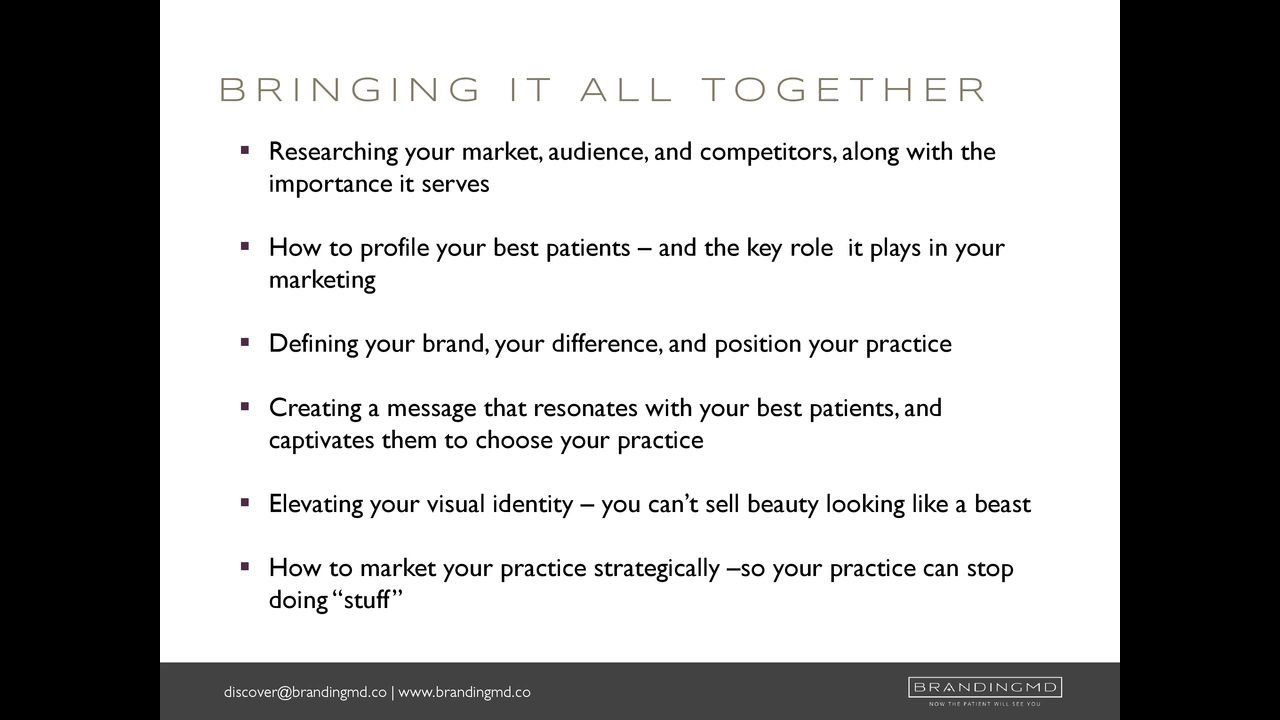 BRINGING IT ALL TOGETHER
▪ Researching your market, audience, and competitors, along with the
importance it serves
▪ How to profile your best patients – and the key role  it plays in your
marketing
▪ Defining your brand, your difference, and position your practice
▪ Creating a message that resonates with your best patients, and
captivates them to choose your practice
▪ Elevating your visual identity – you can’t sell beauty looking like a beast
▪ How to market your practice strategically –so your practice can stop
doing “stuff”
discover@brandingmd.co | www.brandingmd.co
BRANDINGMD
NOW THE PATIENT WILL SEE YOU